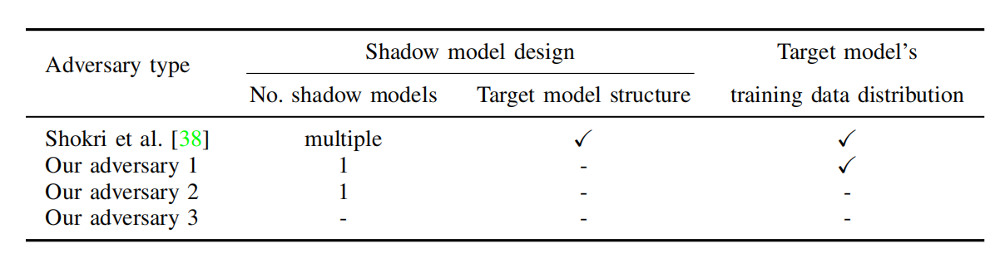 Shadow model design Target model's
Adversary type
No. shadow models Target model structure training data distribution
Shokri et al. [38] multiple ✓ ✓
Our adversary 1 1 - ✓
Our adversary 2 1 - -
Our adversary 3 - - -